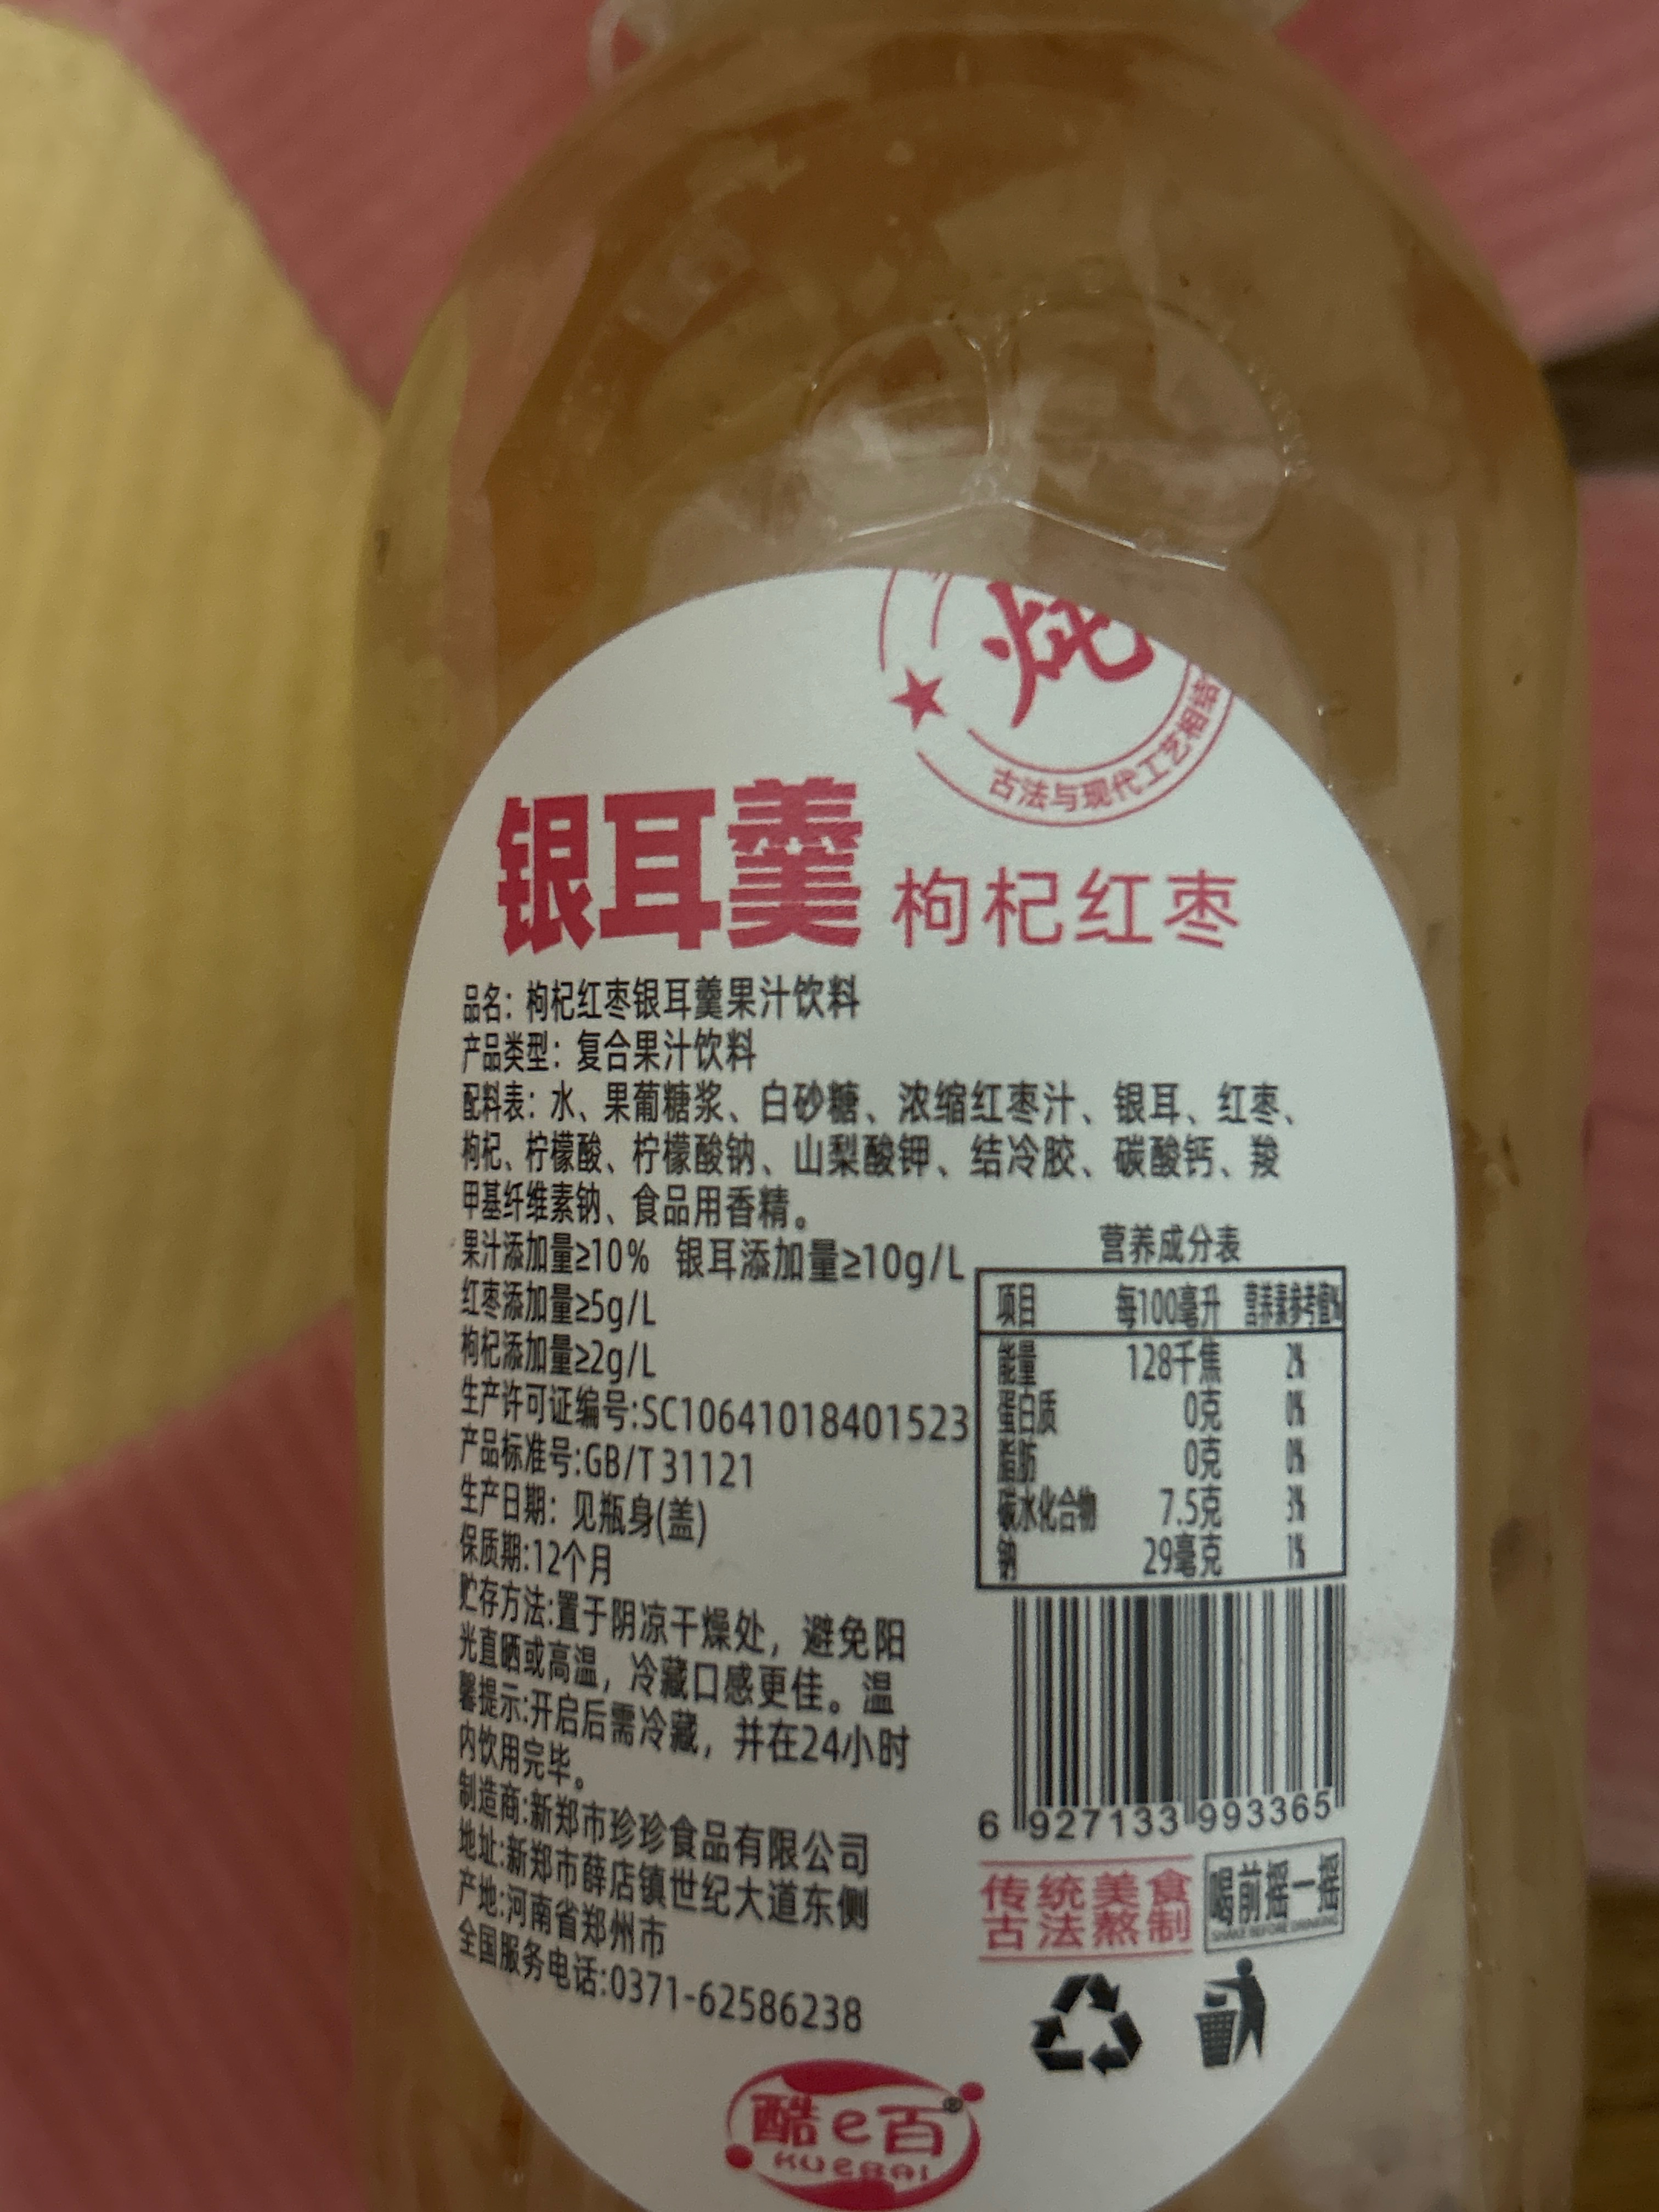 炖
古法与现代工艺相结
银耳羹 枸杞红枣
品名：枸杞红枣银耳羹果汁饮料
产品类型：复合果汁饮料
配料表：水、果葡糖浆、白砂糖、浓缩红枣汁、银耳、红枣、
枸杞、柠檬酸、柠檬酸钠、山梨酸钾、结冷胶、碳酸钙、羧
甲基纤维素钠、食品用香精。
果汁添加量≥10% 银耳添加量≥10g/L
红枣添加量≥5g/L
枸杞添加量≥2g/L
生产许可证编号:SC10641018401523
产品标准号:GB/T 31121
生产日期：见瓶身(盖)
保质期:12个月
贮存方法:置于阴凉干燥处，避免阳
光直晒或高温，冷藏口感更佳。温
馨提示:开启后需冷藏，并在24小时
内饮用完毕。
制造商:新郑市珍珍食品有限公司
地址:新郑市薛店镇世纪大道东侧
产地:河南省郑州市
全国服务电话:0371-62586238
营养成分表
项目 每100毫升 营养素参考值%
能量 128千焦 2%
蛋白质 0克 0%
脂肪 0克 0%
碳水化合物 7.5克 3%
钠 29毫克 1%
6 927133 993365
传统美食
古法熬制
喝前摇一摇
SHAKE BEFORE DRINKING
酷e百®
KUEBAI